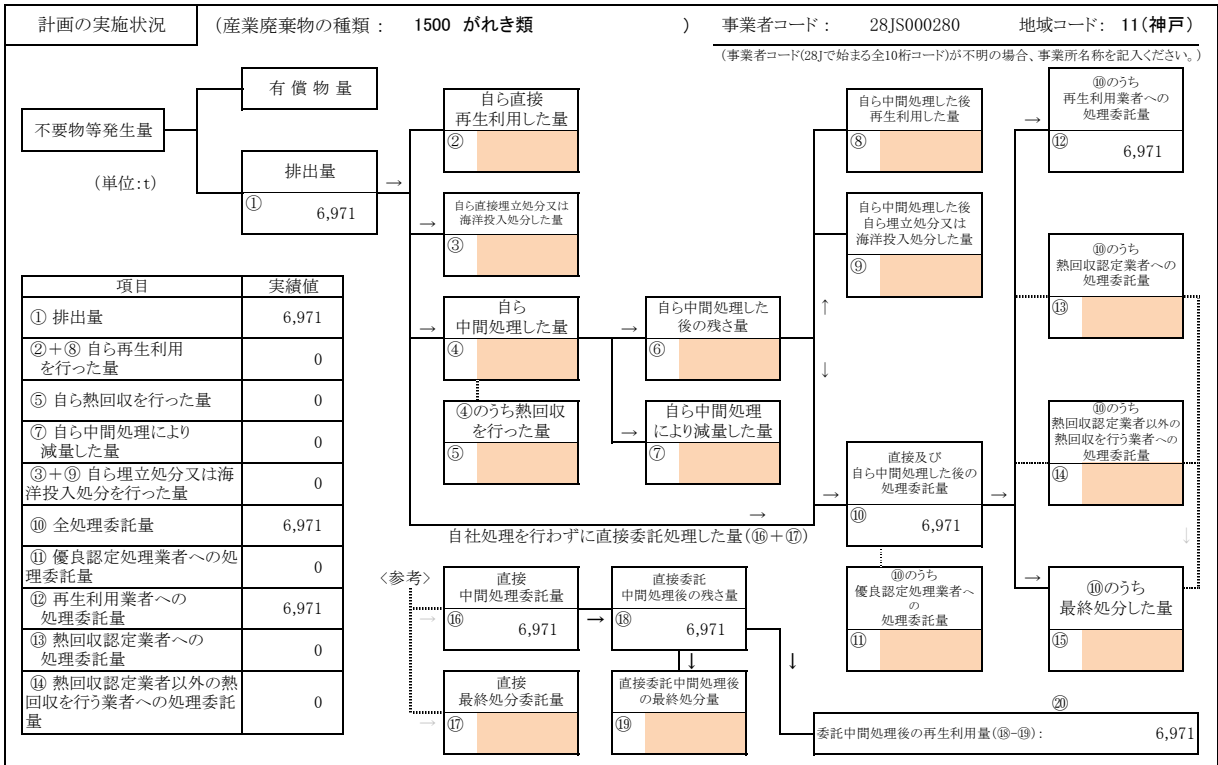 計画の実施状況
(産業廃棄物の種類： 1500 がれき類 )
事業者コード： 28JS000280
地域コード： 11(神戸)
(事業者コード(28Jで始まる全10桁コード)が不明の場合、事業所名称を記入ください。)
不要物等発生量
(単位:t)
有償物量
排出量
① 6,971
→
自ら直接
再生利用した量
②
→
自ら直接埋立処分又は
海洋投入処分した量
③
→
自ら
中間処理した量
④
④のうち熱回収
を行った量
⑤
→
自ら中間処理した
後の残さ量
⑥
→
自ら中間処理
により減量した量
⑦
自ら中間処理した後
再生利用した量
⑧
自ら中間処理した後
自ら埋立処分又は
海洋投入処分した量
⑨
↑
↓
→
直接及び
自ら中間処理した後の
処理委託量
⑩ 6,971
→
⑩のうち
優良認定処理業者へ
の
処理委託量
⑪
→
⑩のうち
再生利用業者への
処理委託量
⑫ 6,971
⑩のうち
熱回収認定業者への
処理委託量
⑬
⑩のうち
熱回収認定業者以外の
熱回収を行う業者への
処理委託量
⑭
↓
→
⑩のうち
最終処分した量
⑮
項目 実績値
① 排出量 6,971
②＋⑧ 自ら再生利用
を行った量 0
⑤ 自ら熱回収を行った量 0
⑦ 自ら中間処理により
減量した量 0
③＋⑨ 自ら埋立処分又は海
洋投入処分を行った量 0
⑩ 全処理委託量 6,971
⑪ 優良認定処理業者への処
理委託量 0
⑫ 再生利用業者への
処理委託量 6,971
⑬ 熱回収認定業者への
処理委託量 0
⑭ 熱回収認定業者以外の熱
回収を行う業者への処理委託
量 0
→
自社処理を行わずに直接委託処理した量(⑯＋⑰)
〈参考〉
→
直接
中間処理委託量
⑯ 6,971
→
直接委託
中間処理後の残さ量
⑱ 6,971
↓
↓
→
直接
最終処分委託量
⑰
直接委託中間処理後
の最終処分量
⑲
⑳
委託中間処理後の再生利用量(⑱-⑲)： 6,971